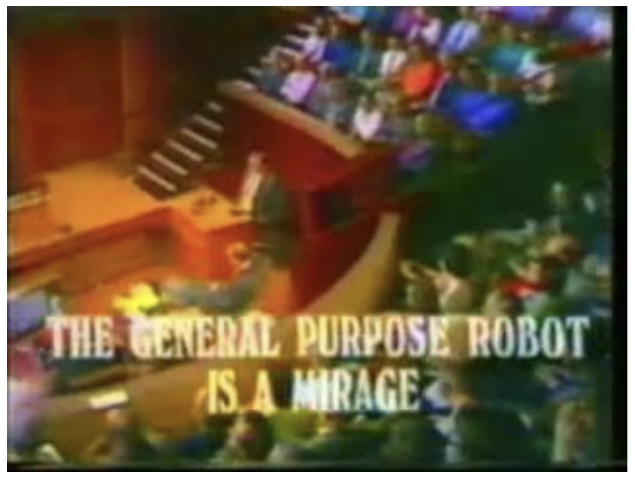 THE GENERAL PURPOSE ROBOT
IS A MIRAGE